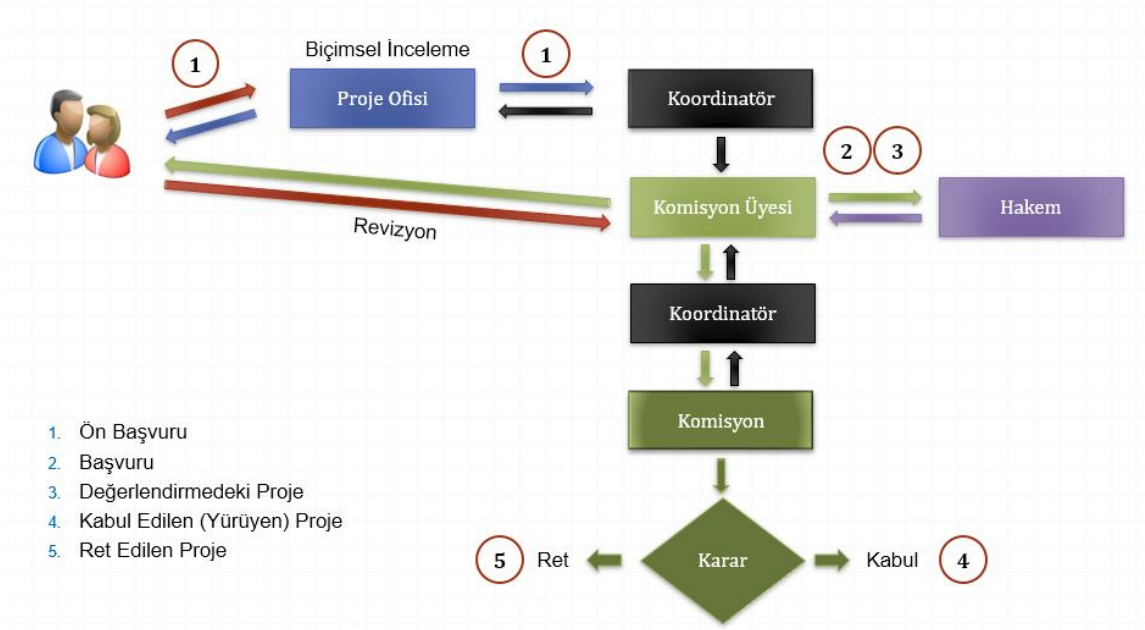 Biçimsel İnceleme
1
1
Proje Ofisi
Koordinatör
2
3
Komisyon Üyesi
Hakem
Revizyon
Koordinatör
Komisyon
1. Ön Başvuru
2. Başvuru
3. Değerlendirmedeki Proje
4. Kabul Edilen (Yürüyen) Proje
5. Ret Edilen Proje
5
Ret
Karar
Kabul
4